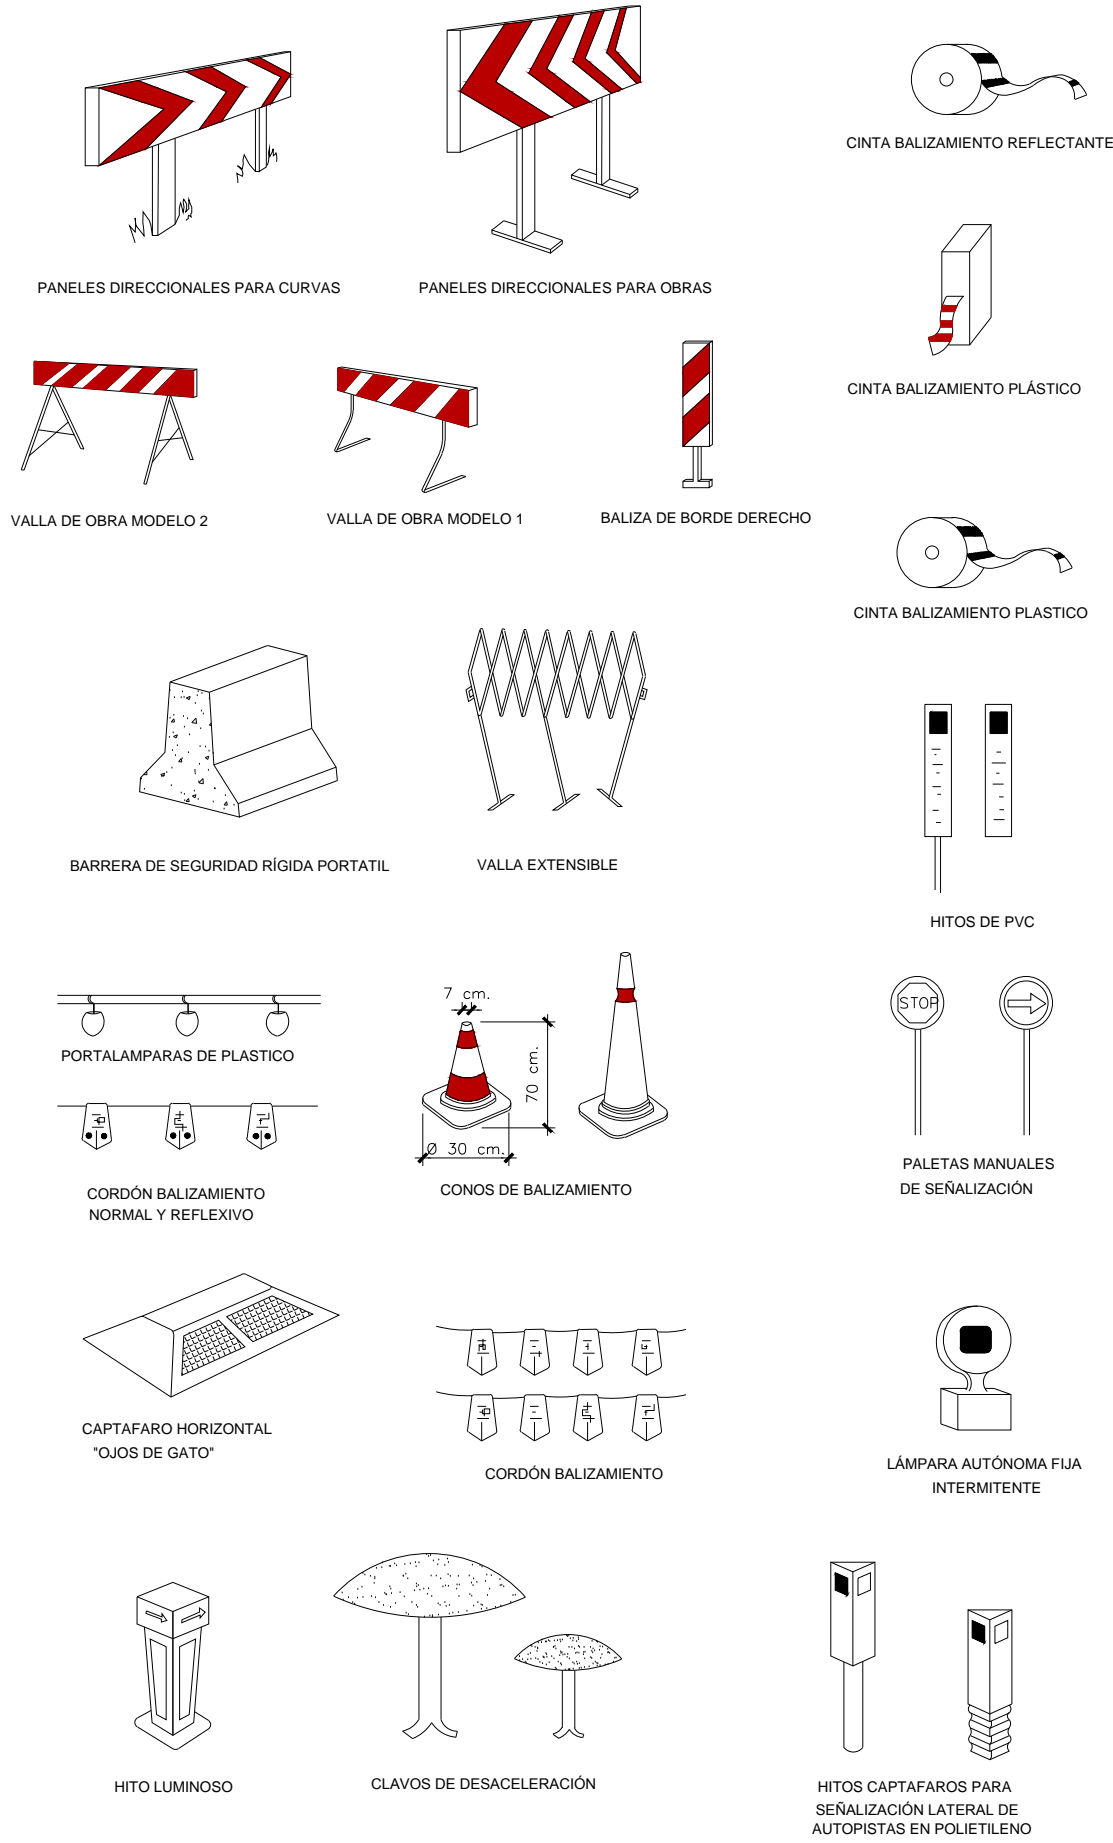 CINTA BALIZAMIENTO REFLECTANTE
PANELES DIRECCIONALES PARA CURVAS
PANELES DIRECCIONALES PARA OBRAS
CINTA BALIZAMIENTO PLÁSTICO
VALLA DE OBRA MODELO 2
VALLA DE OBRA MODELO 1
BALIZA DE BORDE DERECHO
CINTA BALIZAMIENTO PLASTICO
BARRERA DE SEGURIDAD RÍGIDA PORTATIL
VALLA EXTENSIBLE
HITOS DE PVC
PORTALAMPARAS DE PLASTICO
7 cm.
70 cm.
Ø 30 cm.
STOP
CORDÓN BALIZAMIENTO
NORMAL Y REFLEXIVO
CONOS DE BALIZAMIENTO
PALETAS MANUALES
DE SEÑALIZACIÓN
CAPTAFARO HORIZONTAL
"OJOS DE GATO"
CORDÓN BALIZAMIENTO
LÁMPARA AUTÓNOMA FIJA
INTERMITENTE
HITO LUMINOSO
CLAVOS DE DESACELERACIÓN
HITOS CAPTAFAROS PARA
SEÑALIZACIÓN LATERAL DE
AUTOPISTAS EN POLIETILENO